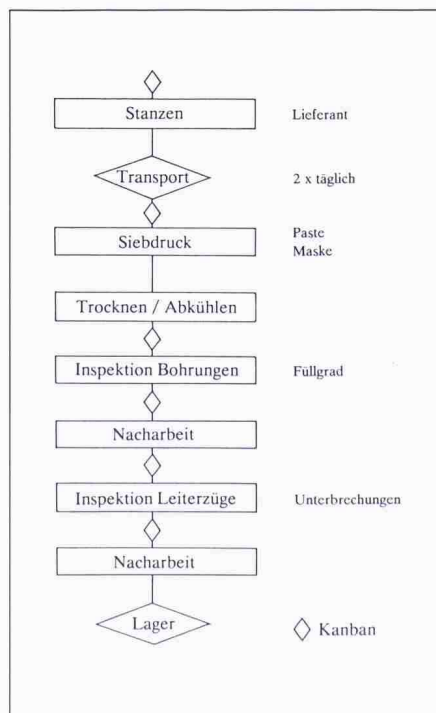 Stanzen
Lieferant
Transport
2 x täglich
Siebdruck
Paste
Maske
Trocknen / Abkühlen
Inspektion Bohrungen
Füllgrad
Nacharbeit
Inspektion Leiterzüge
Unterbrechungen
Nacharbeit
Lager
Kanban